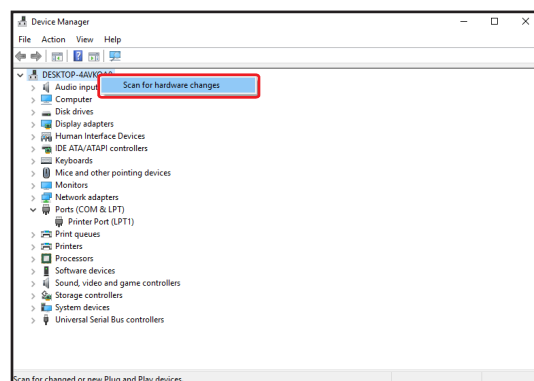 Device Manager
File Action View Help
DESKTOP-4AVKOA0
Scan for hardware changes
Audio input
Computer
Disk drives
Display adapters
Human Interface Devices
IDE ATA/ATAPI controllers
Keyboards
Mice and other pointing devices
Monitors
Network adapters
Ports (COM & LPT)
Printer Port (LPT1)
Print queues
Printers
Processors
Software devices
Sound, video and game controllers
Storage controllers
System devices
Universal Serial Bus controllers
Scan for changed or new Plug and Play devices.